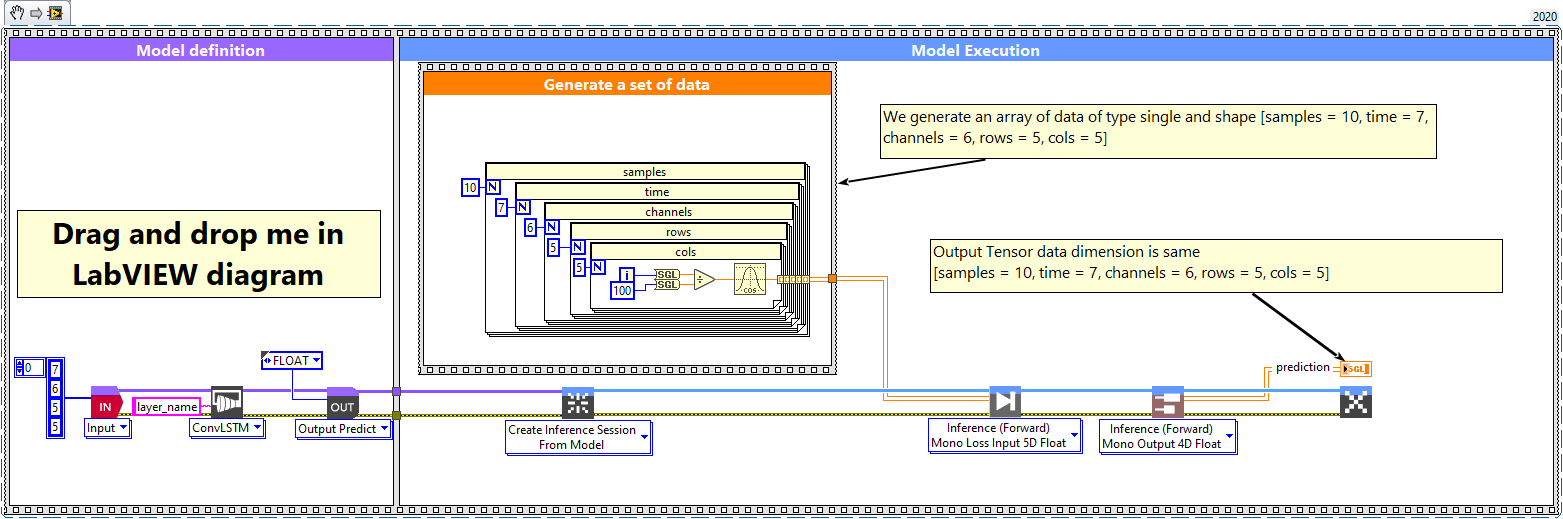 2020
Model definition
Model Execution
Generate a set of data
We generate an array of data of type single and shape [samples = 10, time = 7,
channels = 6, rows = 5, cols = 5]
samples
10 N
time
7 N
channels
6 N
rows
5 N
cols
5 N
i
100
SGL
SGL
÷
COS
Drag and drop me in
LabVIEW diagram
Output Tensor data dimension is same
[samples = 10, time = 7, channels = 6, rows = 5, cols = 5]
0
7
6
5
5
FLOAT
prediction
SGL
IN
layer_name
OUT
Input
ConvLSTM
Output Predict
Create Inference Session
From Model
Inference (Forward)
Mono Loss Input 5D Float
Inference (Forward)
Mono Output 4D Float